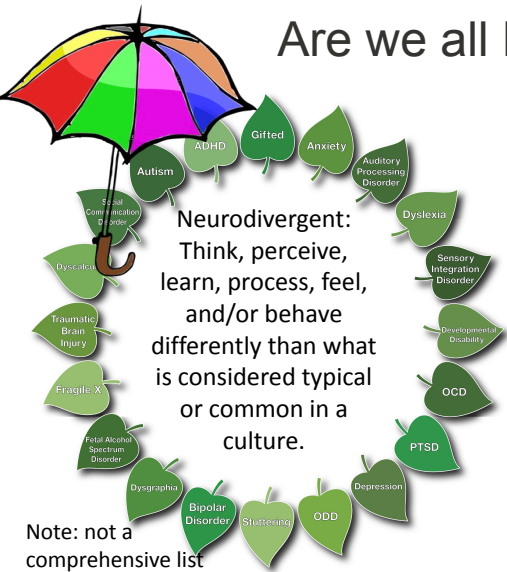 Are we all
Gifted
Anxiety
Auditory
Processing
Disorder
Dyslexia
Sensory
Integration
Disorder
Developmental
Disability
OCD
PTSD
Depression
ODD
Stuttering
Bipolar
Disorder
Dysgraphia
Fetal Alcohol
Spectrum
Disorder
Fragile X
Traumatic
Brain
Injury
Social
Disorder
Autism
ADHD
Neurodivergent:
Think, perceive,
learn, process, feel,
and/or behave
differently than what
is considered typical
or common in a
culture.
Note: not a
comprehensive list